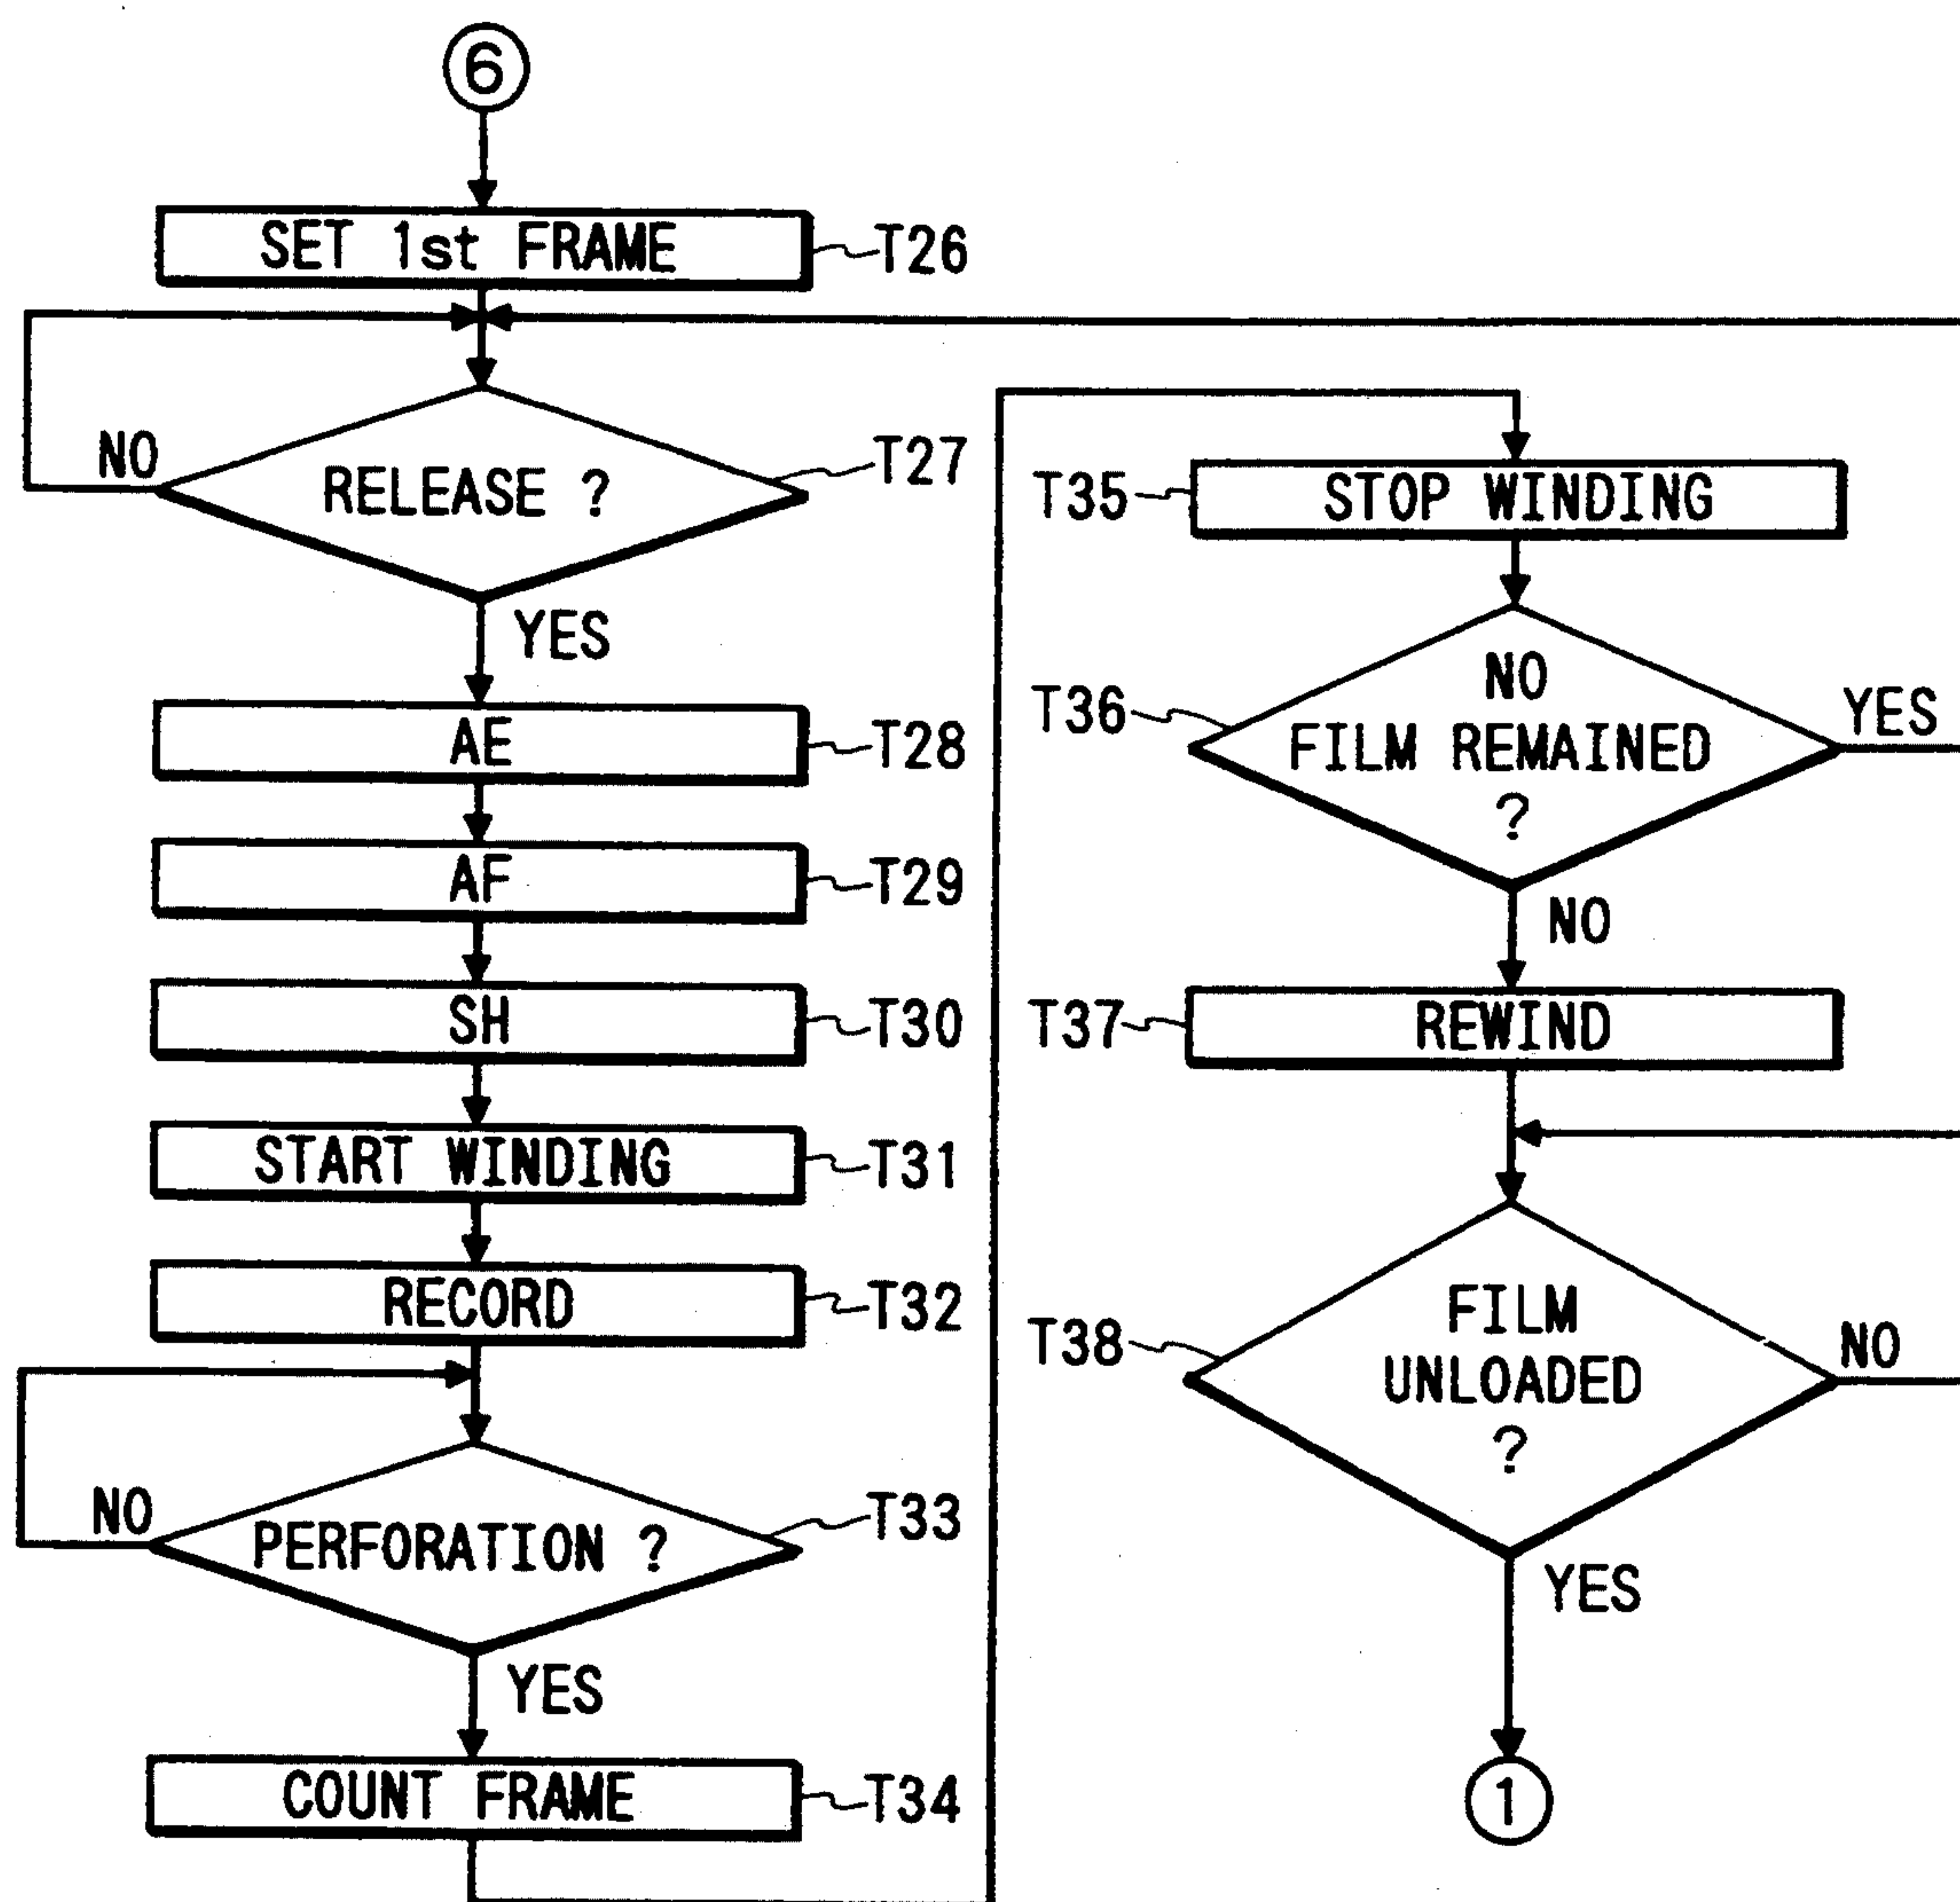 6
SET 1st FRAME
T26
RELEASE ?
T27
NO
YES
AE
T28
AF
T29
SH
T30
START WINDING
T31
RECORD
T32
PERFORATION ?
T33
NO
YES
COUNT FRAME
T34
STOP WINDING
T35
NO
FILM REMAINED
?
T36
YES
NO
REWIND
T37
FILM
UNLOADED
?
T38
NO
YES
1